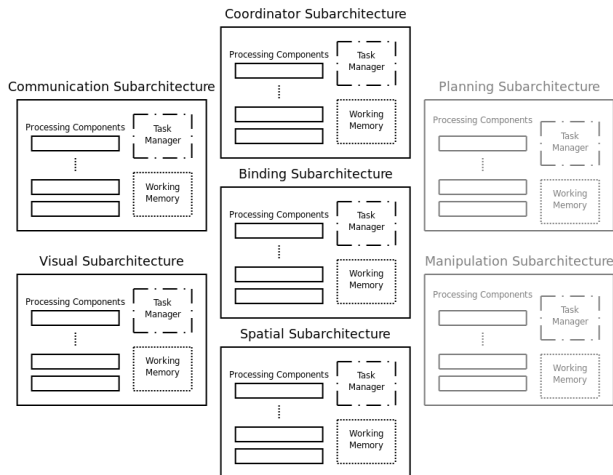 Coordinator Subarchitecture
Processing Components
Task
Manager
Working
Memory
Communication Subarchitecture
Processing Components
Task
Manager
Working
Memory
Planning Subarchitecture
Processing Components
Task
Manager
Working
Memory
Binding Subarchitecture
Processing Components
Task
Manager
Working
Memory
Visual Subarchitecture
Processing Components
Task
Manager
Working
Memory
Manipulation Subarchitecture
Processing Components
Task
Manager
Working
Memory
Spatial Subarchitecture
Processing Components
Task
Manager
Working
Memory